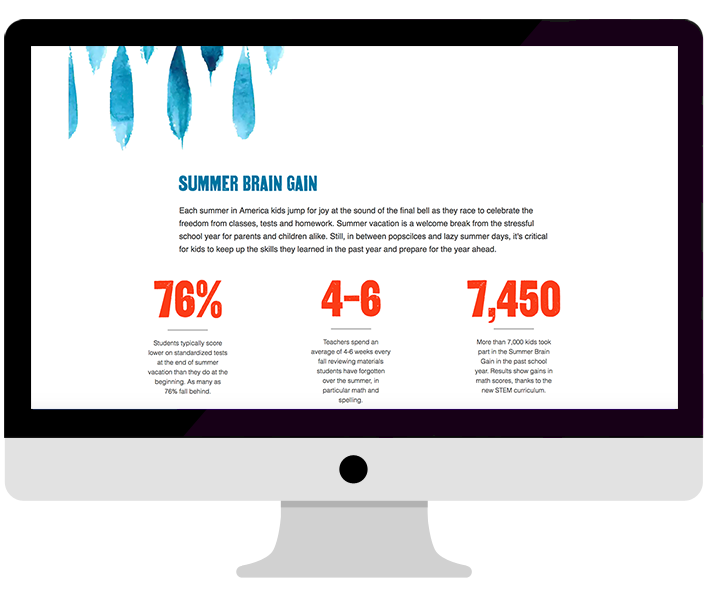 SUMMER BRAIN GAIN
Each summer in America kids jump for joy at the sound of the final bell as they race to celebrate the
freedom from classes, tests and homework. Summer vacation is a welcome break from the stressful
school year for parents and children alike. Still, in between popscilces and lazy summer days, it's critical
for kids to keep up the skills they learned in the past year and prepare for the year ahead.
76%
Students typically score
lower on standardized tests
at the end of summer
vacation than they do at the
beginning. As many as
76% fall behind.
4-6
Teachers spend an
average of 4-6 weeks every
fall reviewing materials
students have forgotten
over the summer, in
particular math and
spelling.
7,450
More than 7,000 kids took
part in the Summer Brain
Gain in the past school
year. Results show gains in
math scores, thanks to the
new STEM curriculum.